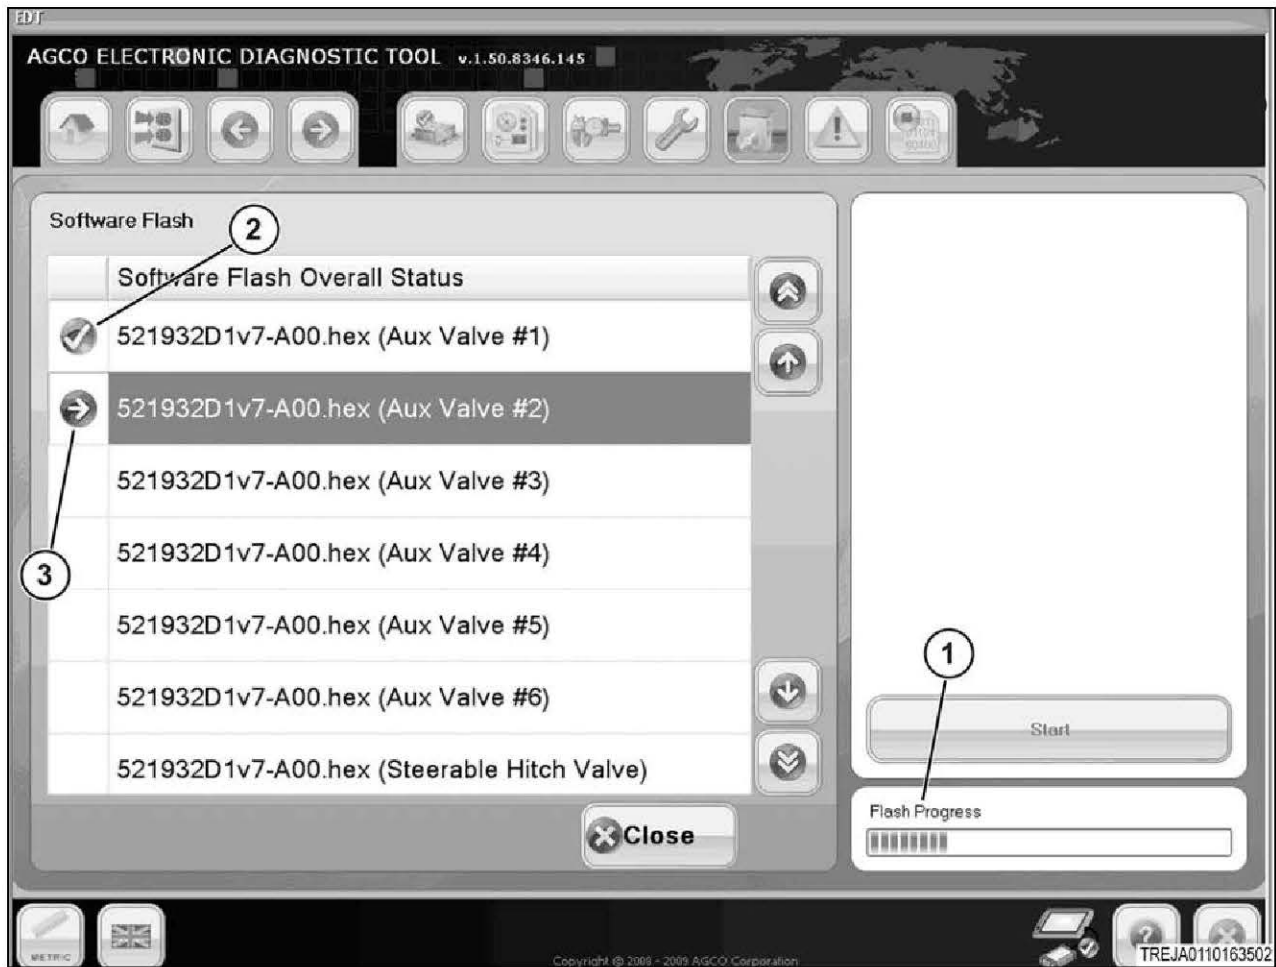 EDT
AGCO ELECTRONIC DIAGNOSTIC TOOL v.1.50.8346.145
Software Flash
2
Software Flash Overall Status
521932D1v7-A00.hex (Aux Valve #1)
521932D1v7-A00.hex (Aux Valve #2)
521932D1v7-A00.hex (Aux Valve #3)
521932D1v7-A00.hex (Aux Valve #4)
3
521932D1v7-A00.hex (Aux Valve #5)
1
521932D1v7-A00.hex (Aux Valve #6)
Start
521932D1v7-A00.hex (Steerable Hitch Valve)
Flash Progress
Close
METRIC
?
Copyright © 2008 - 2009 AGCO Corporation
TREJA0110163502